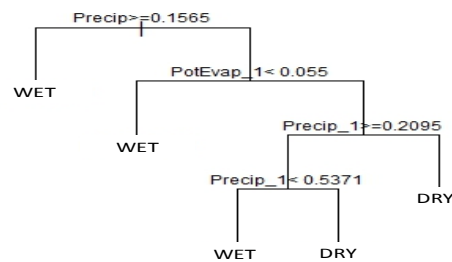 Precip>=0.1565
WET
PotEvap_1< 0.055
WET
Precip_1>=0.2095
Precip_1< 0.5371
DRY
WET
DRY